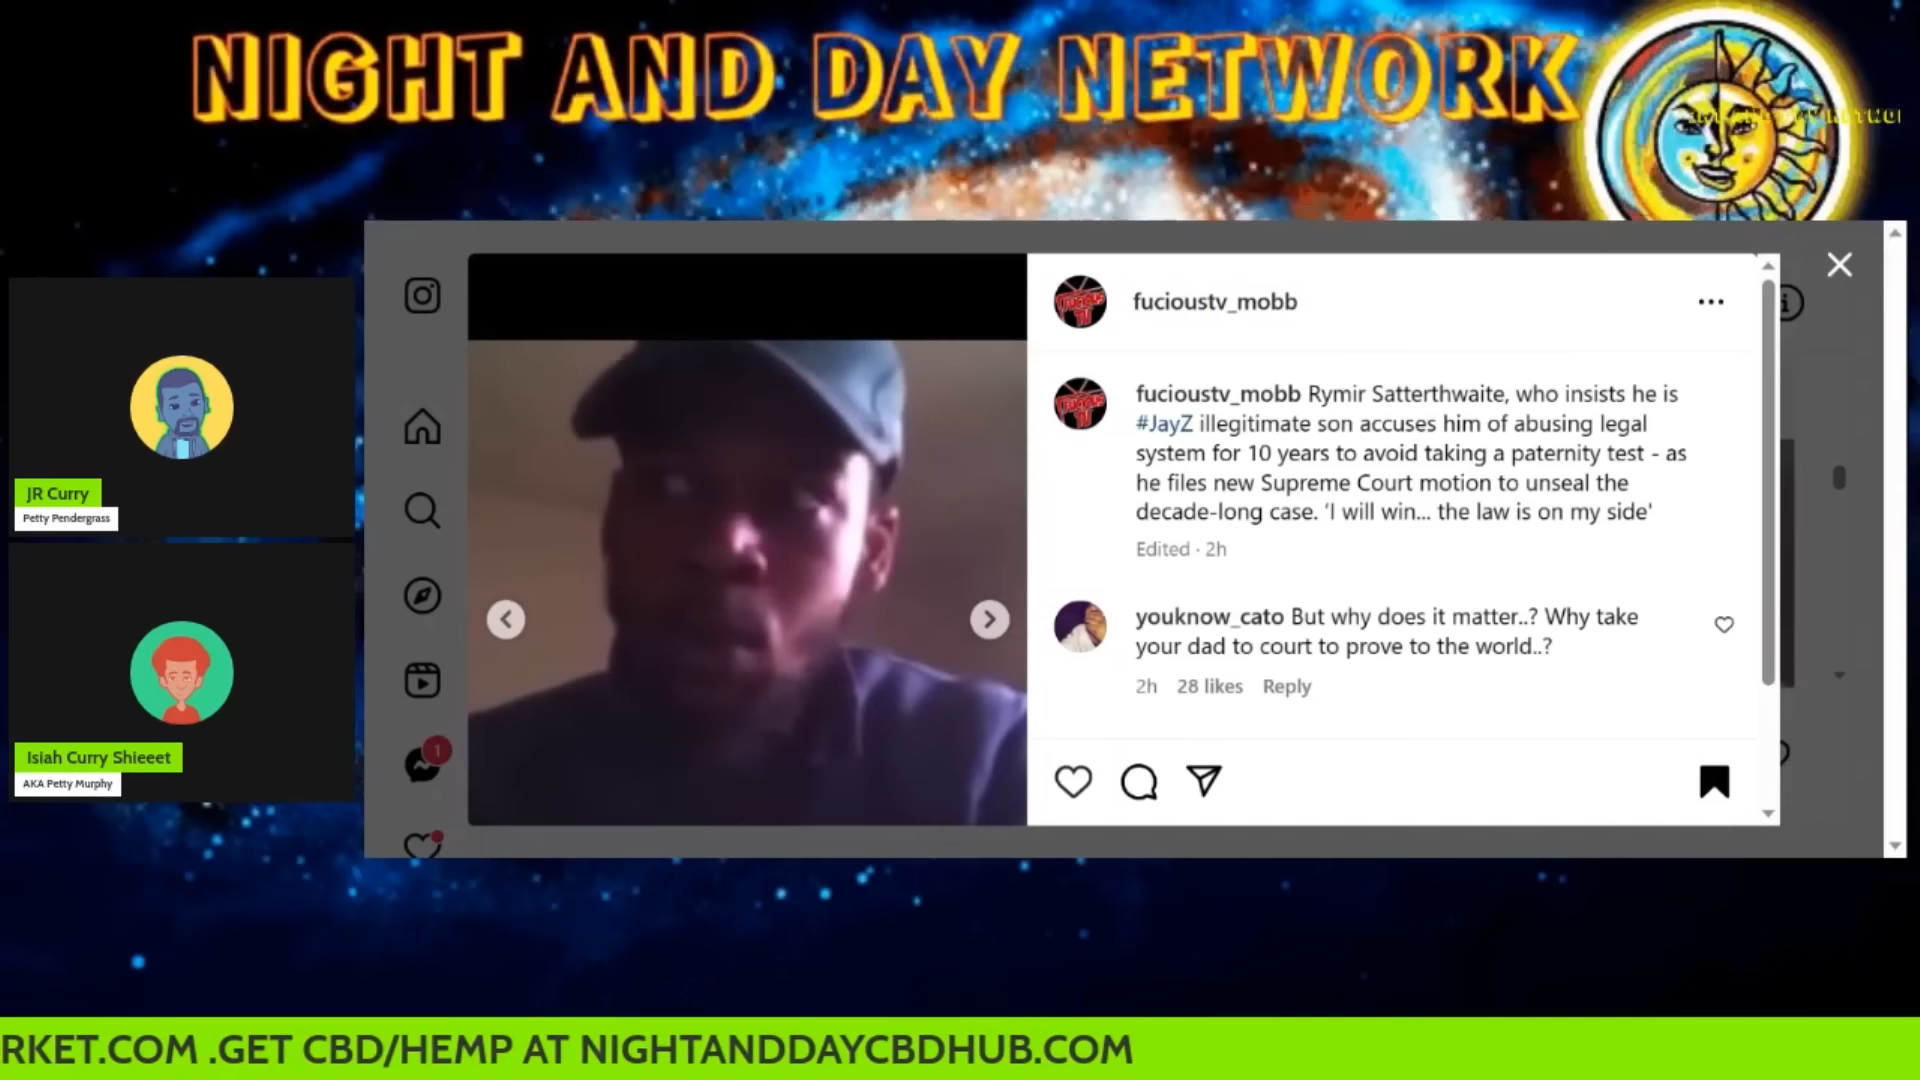 NIGHT AND DAY NETWORK
JR Curry
Petty Pendergrass
Isiah Curry Shieeet
AKA Petty Murphy
1
fucioustv_mobb
fucioustv_mobb Rymir Satterthwaite, who insists he is
#JayZ illegitimate son accuses him of abusing legal
system for 10 years to avoid taking a paternity test - as
he files new Supreme Court motion to unseal the
decade-long case. 'I will win... the law is on my side'
Edited · 2h
youknow_cato But why does it matter..? Why take
your dad to court to prove to the world..?
2h 28 likes Reply
RKET.COM .GET CBD/HEMP AT NIGHTANDDAYCBDHUB.COM